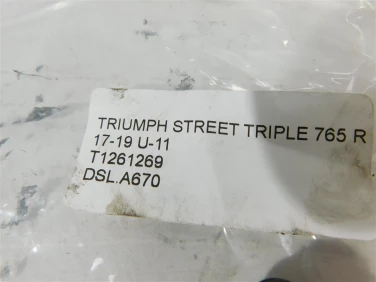 TRIUMPH STREET TRIPLE 765 R
17-19 U-11
T1261269
DSL.A670